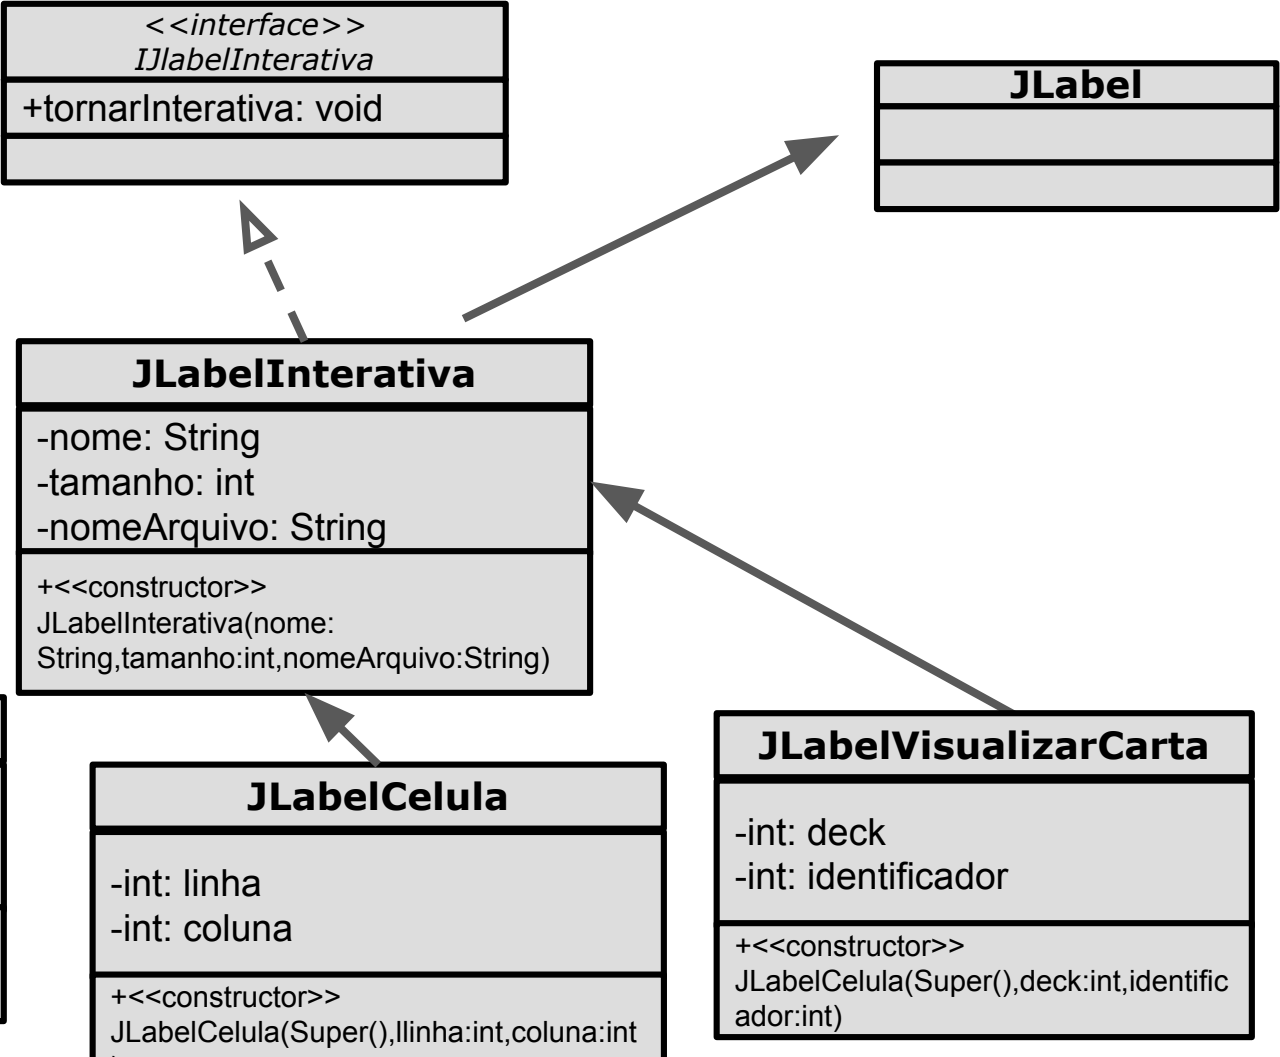 <<interface>>
IJlabelInterativa
+tornarInterativa: void
JLabel
JLabelInterativa
-nome: String
-tamanho: int
-nomeArquivo: String
+<<constructor>>
JLabelInterativa(nome:
String,tamanho:int,nomeArquivo:String)
JLabelCelula
-int: linha
-int: coluna
+<<constructor>>
JLabelCelula(Super(),llinha:int,coluna:int
JLabelVisualizarCarta
-int: deck
-int: identificador
+<<constructor>>
JLabelCelula(Super(),deck:int,identific
ador:int)